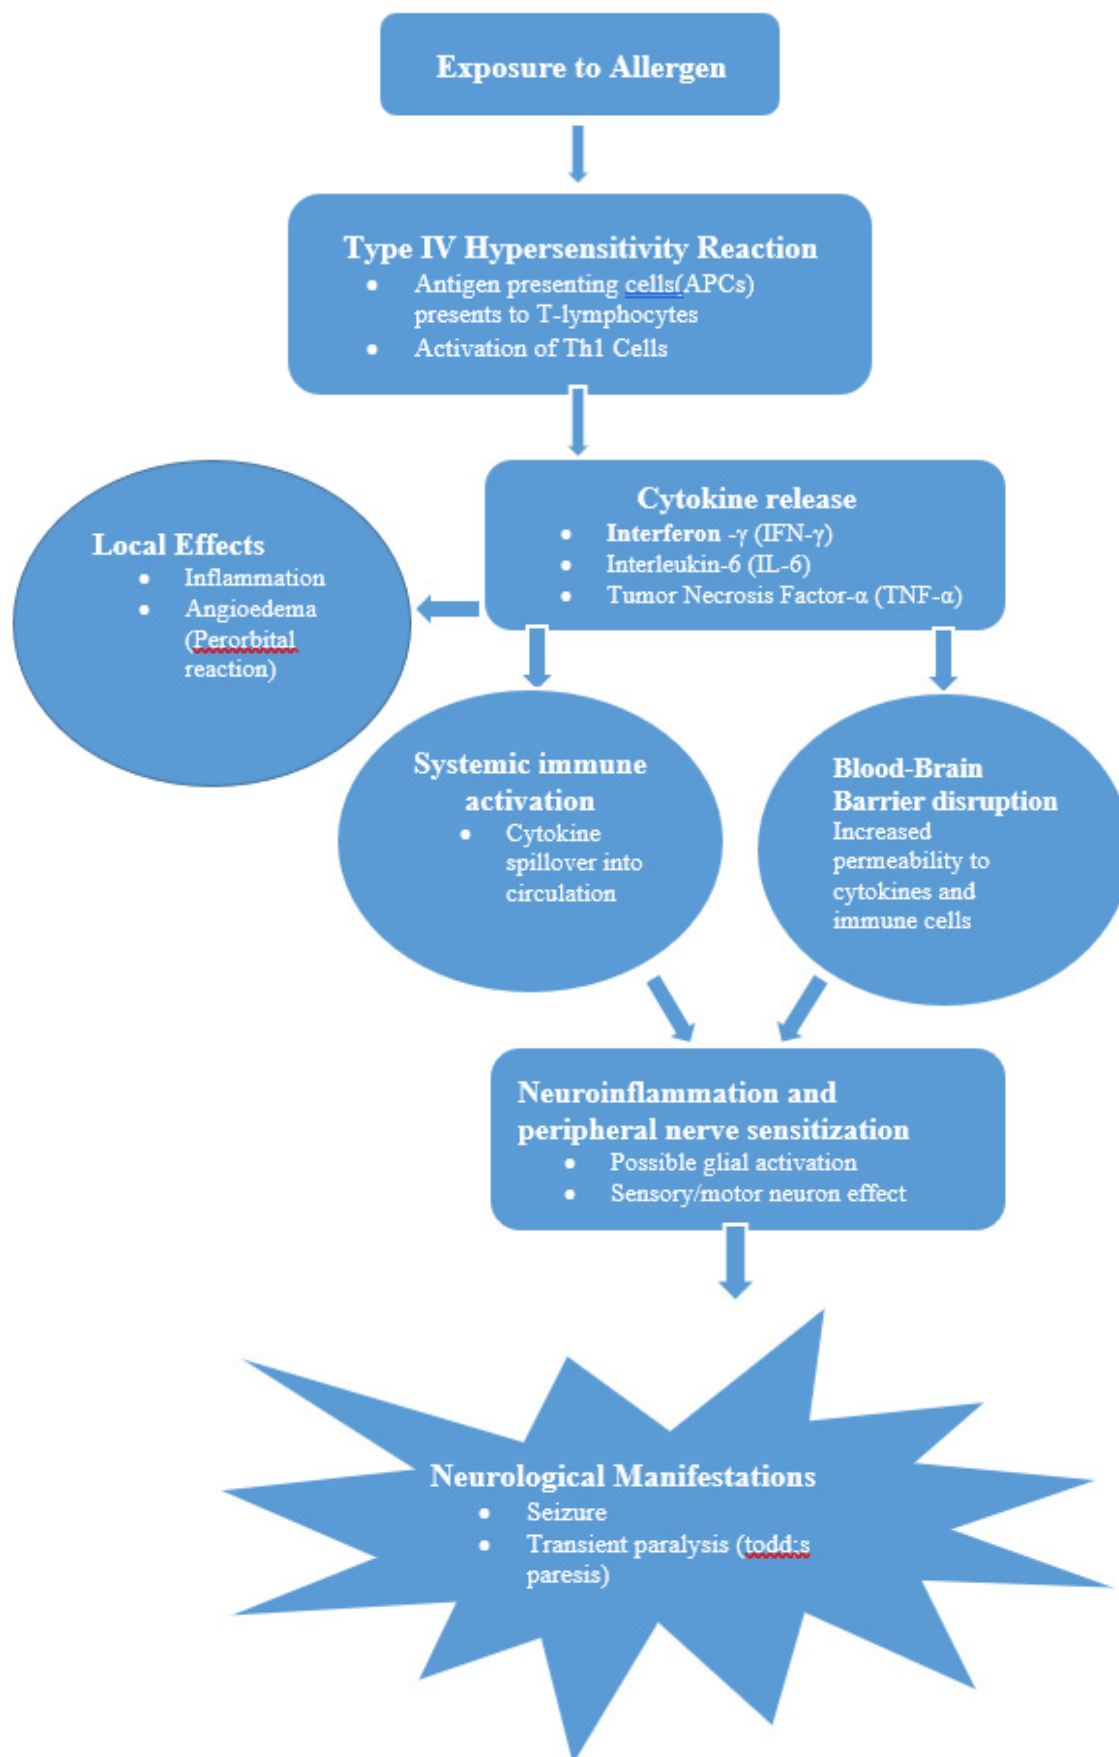 Exposure to Allergen
Type IV Hypersensitivity Reaction
● Antigen presenting cells(APCs)
presents to T-lymphocytes
● Activation of Th1 Cells
Cytokine release
● Interferon -γ (IFN-γ)
● Interleukin-6 (IL-6)
● Tumor Necrosis Factor-α (TNF-α)
Local Effects
● Inflammation
● Angioedema
(Perorbital
reaction)
Systemic immune
activation
● Cytokine
spillover into
circulation
Blood-Brain
Barrier disruption
Increased
permeability to
cytokines and
immune cells
Neuroinflammation and
peripheral nerve sensitization
● Possible glial activation
● Sensory/motor neuron effect
Neurological Manifestations
● Seizure
● Transient paralysis (todd;s
paresis)